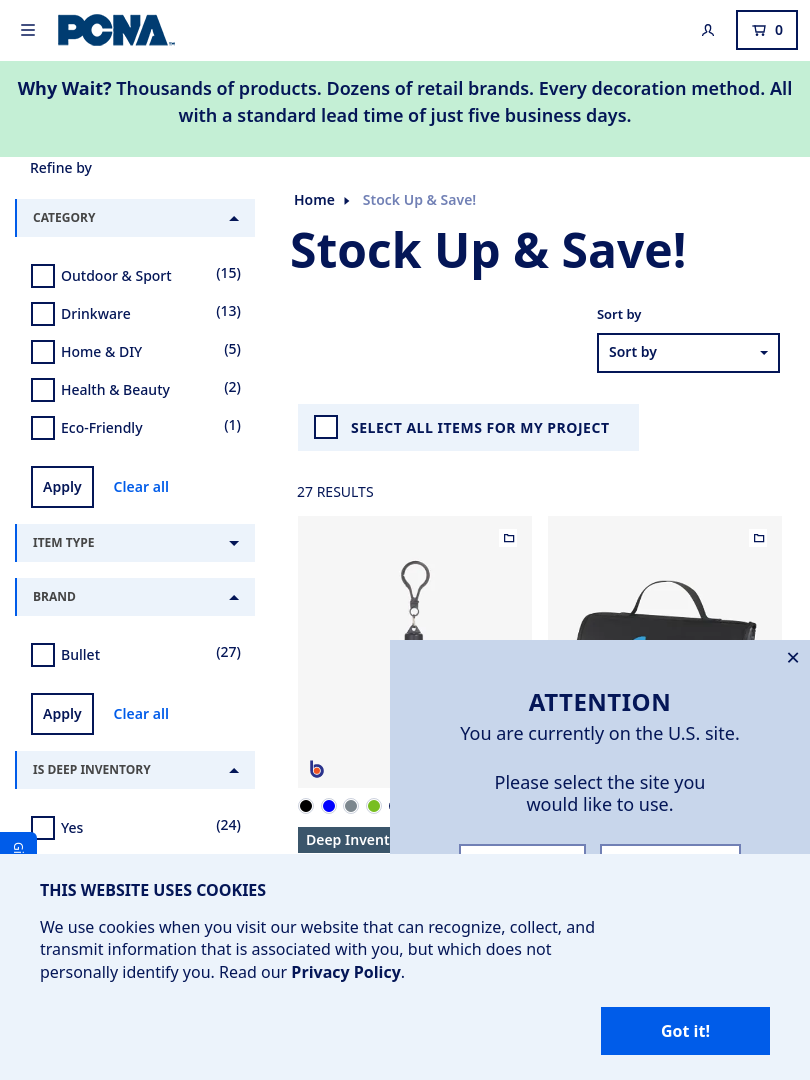 PCNA
0
Why Wait? Thousands of products. Dozens of retail brands. Every decoration method. All
with a standard lead time of just five business days.
Refine by
Home
Stock Up & Save!
CATEGORY
Stock Up & Save!
Outdoor & Sport (15)
Drinkware (13)
Home & DIY (5)
Health & Beauty (2)
Eco-Friendly (1)
Apply Clear all
Sort by
Sort by
SELECT ALL ITEMS FOR MY PROJECT
27 RESULTS
ITEM TYPE
BRAND
Bullet (27)
Apply Clear all
IS DEEP INVENTORY
Yes (24)
b
Deep Invent
ATTENTION
You are currently on the U.S. site.
Please select the site you
would like to use.
THIS WEBSITE USES COOKIES
We use cookies when you visit our website that can recognize, collect, and
transmit information that is associated with you, but which does not
personally identify you. Read our Privacy Policy.
Got it!